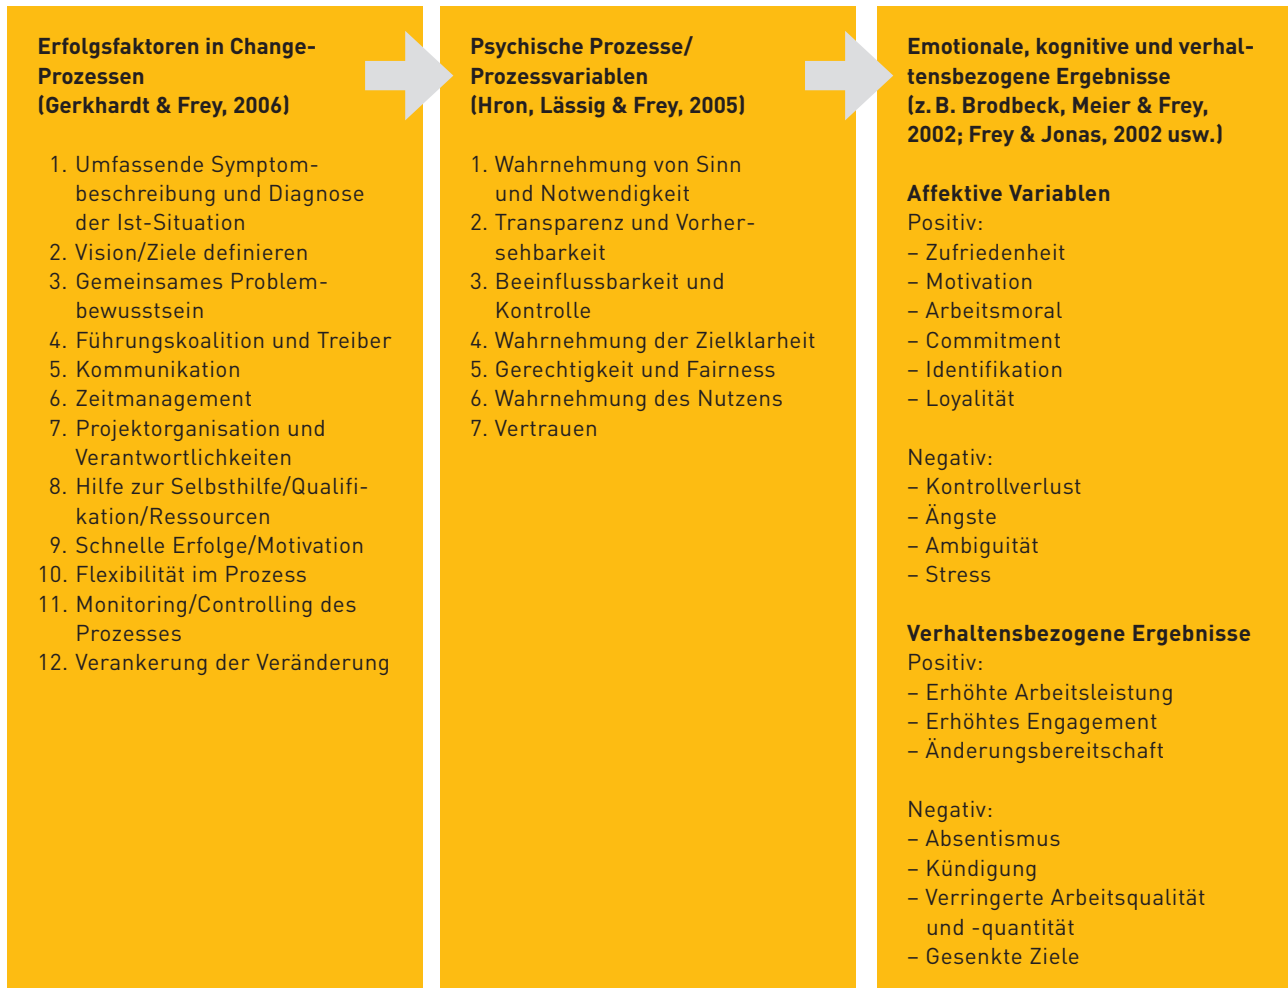 Erfolgsfaktoren in Change-
Prozessen
(Gerkhardt & Frey, 2006)
1. Umfassende Symptom-
beschreibung und Diagnose
der Ist-Situation
2. Vision/Ziele definieren
3. Gemeinsames Problem-
bewusstsein
4. Führungskoalition und Treiber
5. Kommunikation
6. Zeitmanagement
7. Projektorganisation und
Verantwortlichkeiten
8. Hilfe zur Selbsthilfe/Qualifi-
kation/Ressourcen
9. Schnelle Erfolge/Motivation
10. Flexibilität im Prozess
11. Monitoring/Controlling des
Prozesses
12. Verankerung der Veränderung
Psychische Prozesse/
Prozessvariablen
(Hron, Lässig & Frey, 2005)
1. Wahrnehmung von Sinn
und Notwendigkeit
2. Transparenz und Vorher-
sehbarkeit
3. Beeinflussbarkeit und
Kontrolle
4. Wahrnehmung der Zielklarheit
5. Gerechtigkeit und Fairness
6. Wahrnehmung des Nutzens
7. Vertrauen
Emotionale, kognitive und verhal-
tensbezogene Ergebnisse
(z. B. Brodbeck, Meier & Frey,
2002; Frey & Jonas, 2002 usw.)
Affektive Variablen
Positiv:
– Zufriedenheit
– Motivation
– Arbeitsmoral
– Commitment
– Identifikation
– Loyalität
Negativ:
– Kontrollverlust
– Ängste
– Ambiguität
– Stress
Verhaltensbezogene Ergebnisse
Positiv:
– Erhöhte Arbeitsleistung
– Erhöhtes Engagement
– Änderungsbereitschaft
Negativ:
– Absentismus
– Kündigung
– Verringerte Arbeitsqualität
und -quantität
– Gesenkte Ziele